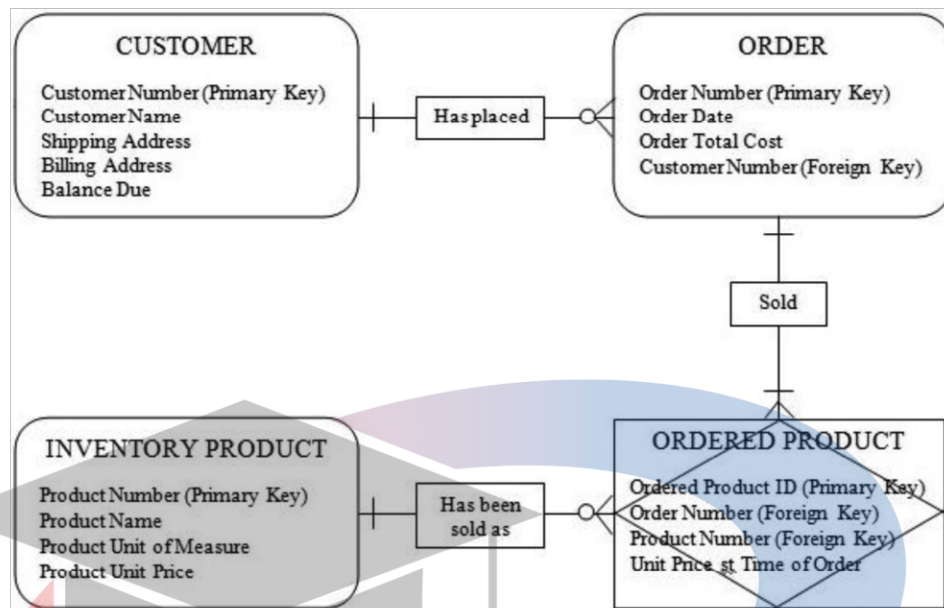 CUSTOMER
Customer Number (Primary Key)
Customer Name
Shipping Address
Billing Address
Balance Due
Has placed
ORDER
Order Number (Primary Key)
Order Date
Order Total Cost
Customer Number (Foreign Key)
Sold
INVENTORY PRODUCT
Product Number (Primary Key)
Product Name
Product Unit of Measure
Product Unit Price
Has been
sold as
ORDERED PRODUCT
Ordered Product ID (Primary Key)
Order Number (Foreign Key)
Product Number (Foreign Key)
Unit Price st Time of Order